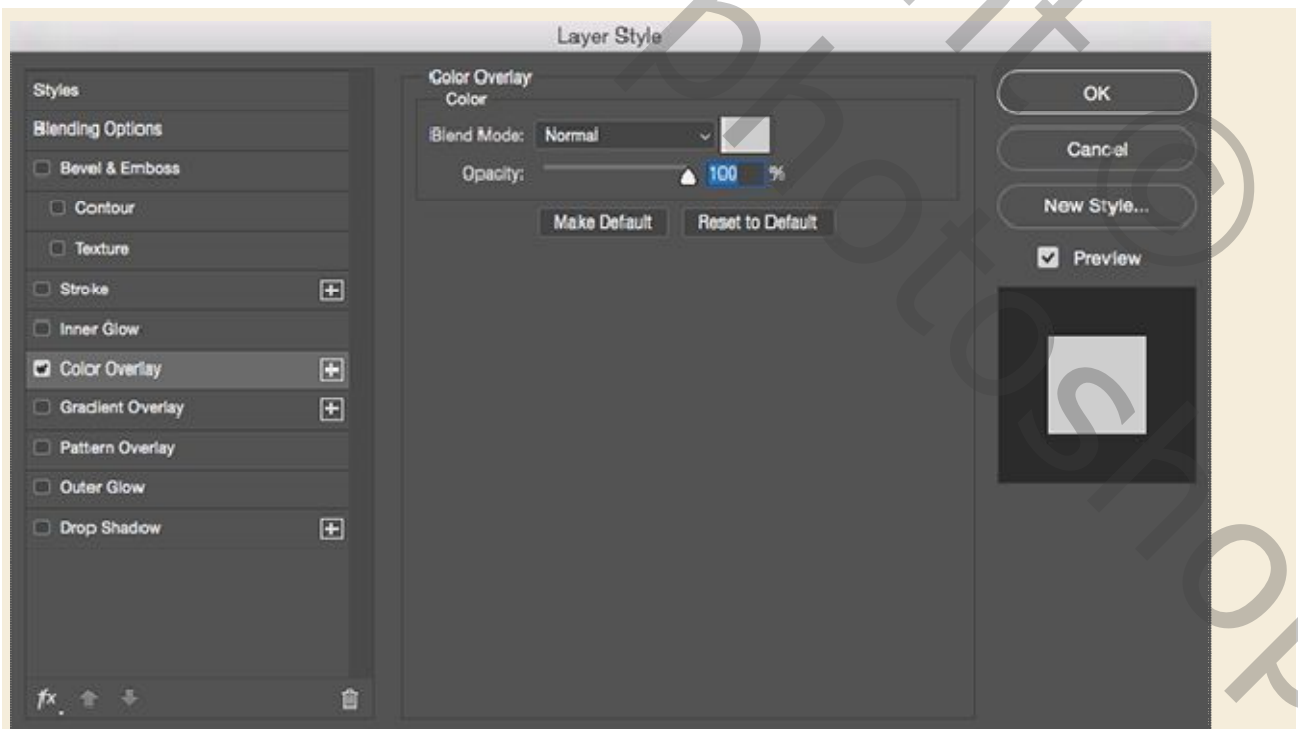 Layer Style
Styles
Blending Options
Bevel & Emboss
Contour
Texture
Stroke
Inner Glow
Color Overlay
Gradient Overlay
Pattern Overlay
Outer Glow
Drop Shadow
fx
Color Overlay
Color
Blend Mode: Normal
Opacity: 100 %
Make Default Reset to Default
OK
Cancel
New Style...
Preview
©
photoshop